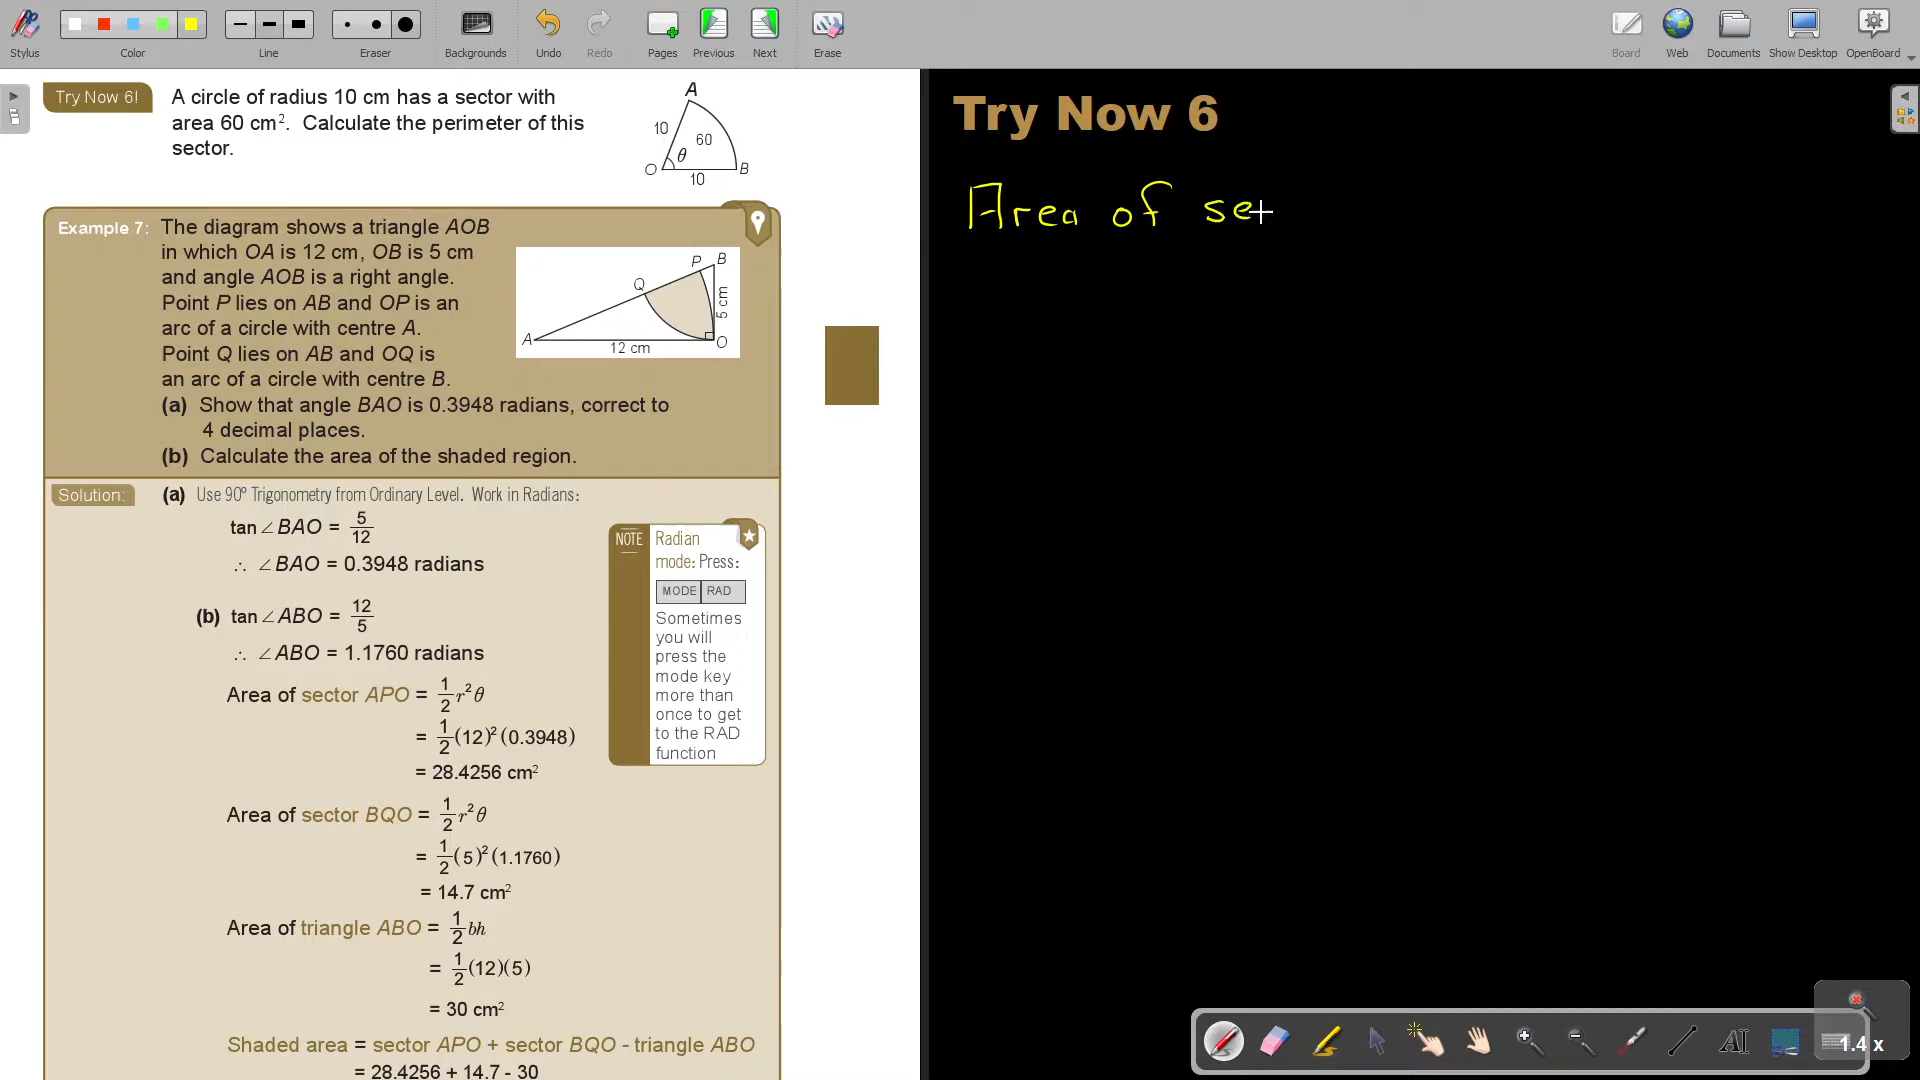 Stylus
Color
Line
Eraser
Backgrounds
Undo
Redo
Pages
Previous
Next
Erase
Board
Web
Documents
Show Desktop
OpenBoard
Try Now 6!
A circle of radius 10 cm has a sector with
area 60 cm². Calculate the perimeter of this
sector.
A
10
60
θ
O
B
10
Example 7:
The diagram shows a triangle AOB
in which OA is 12 cm, OB is 5 cm
and angle AOB is a right angle.
Point P lies on AB and OP is an
arc of a circle with centre A.
Point Q lies on AB and OQ is
an arc of a circle with centre B.
(a) Show that angle BAO is 0.3948 radians, correct to
4 decimal places.
(b) Calculate the area of the shaded region.
P
B
Q
5 cm
A
12 cm
O
Solution:
(a) Use 90° Trigonometry from Ordinary Level. Work in Radians:
tan∠BAO = 5/12
∴ ∠BAO = 0.3948 radians
(b) tan∠ABO = 12/5
∴ ∠ABO = 1.1760 radians
Area of sector APO = 1/2 r²θ
= 1/2 (12)² (0.3948)
= 28.4256 cm²
Area of sector BQO = 1/2 r²θ
= 1/2 (5)² (1.1760)
= 14.7 cm²
Area of triangle ABO = 1/2 bh
= 1/2 (12)(5)
= 30 cm²
Shaded area = sector APO + sector BQO - triangle ABO
= 28.4256 + 14.7 - 30
NOTE
Radian
mode: Press:
MODE RAD
Sometimes
you will
press the
mode key
more than
once to get
to the RAD
function
Try Now 6
Area of se
1.4 x